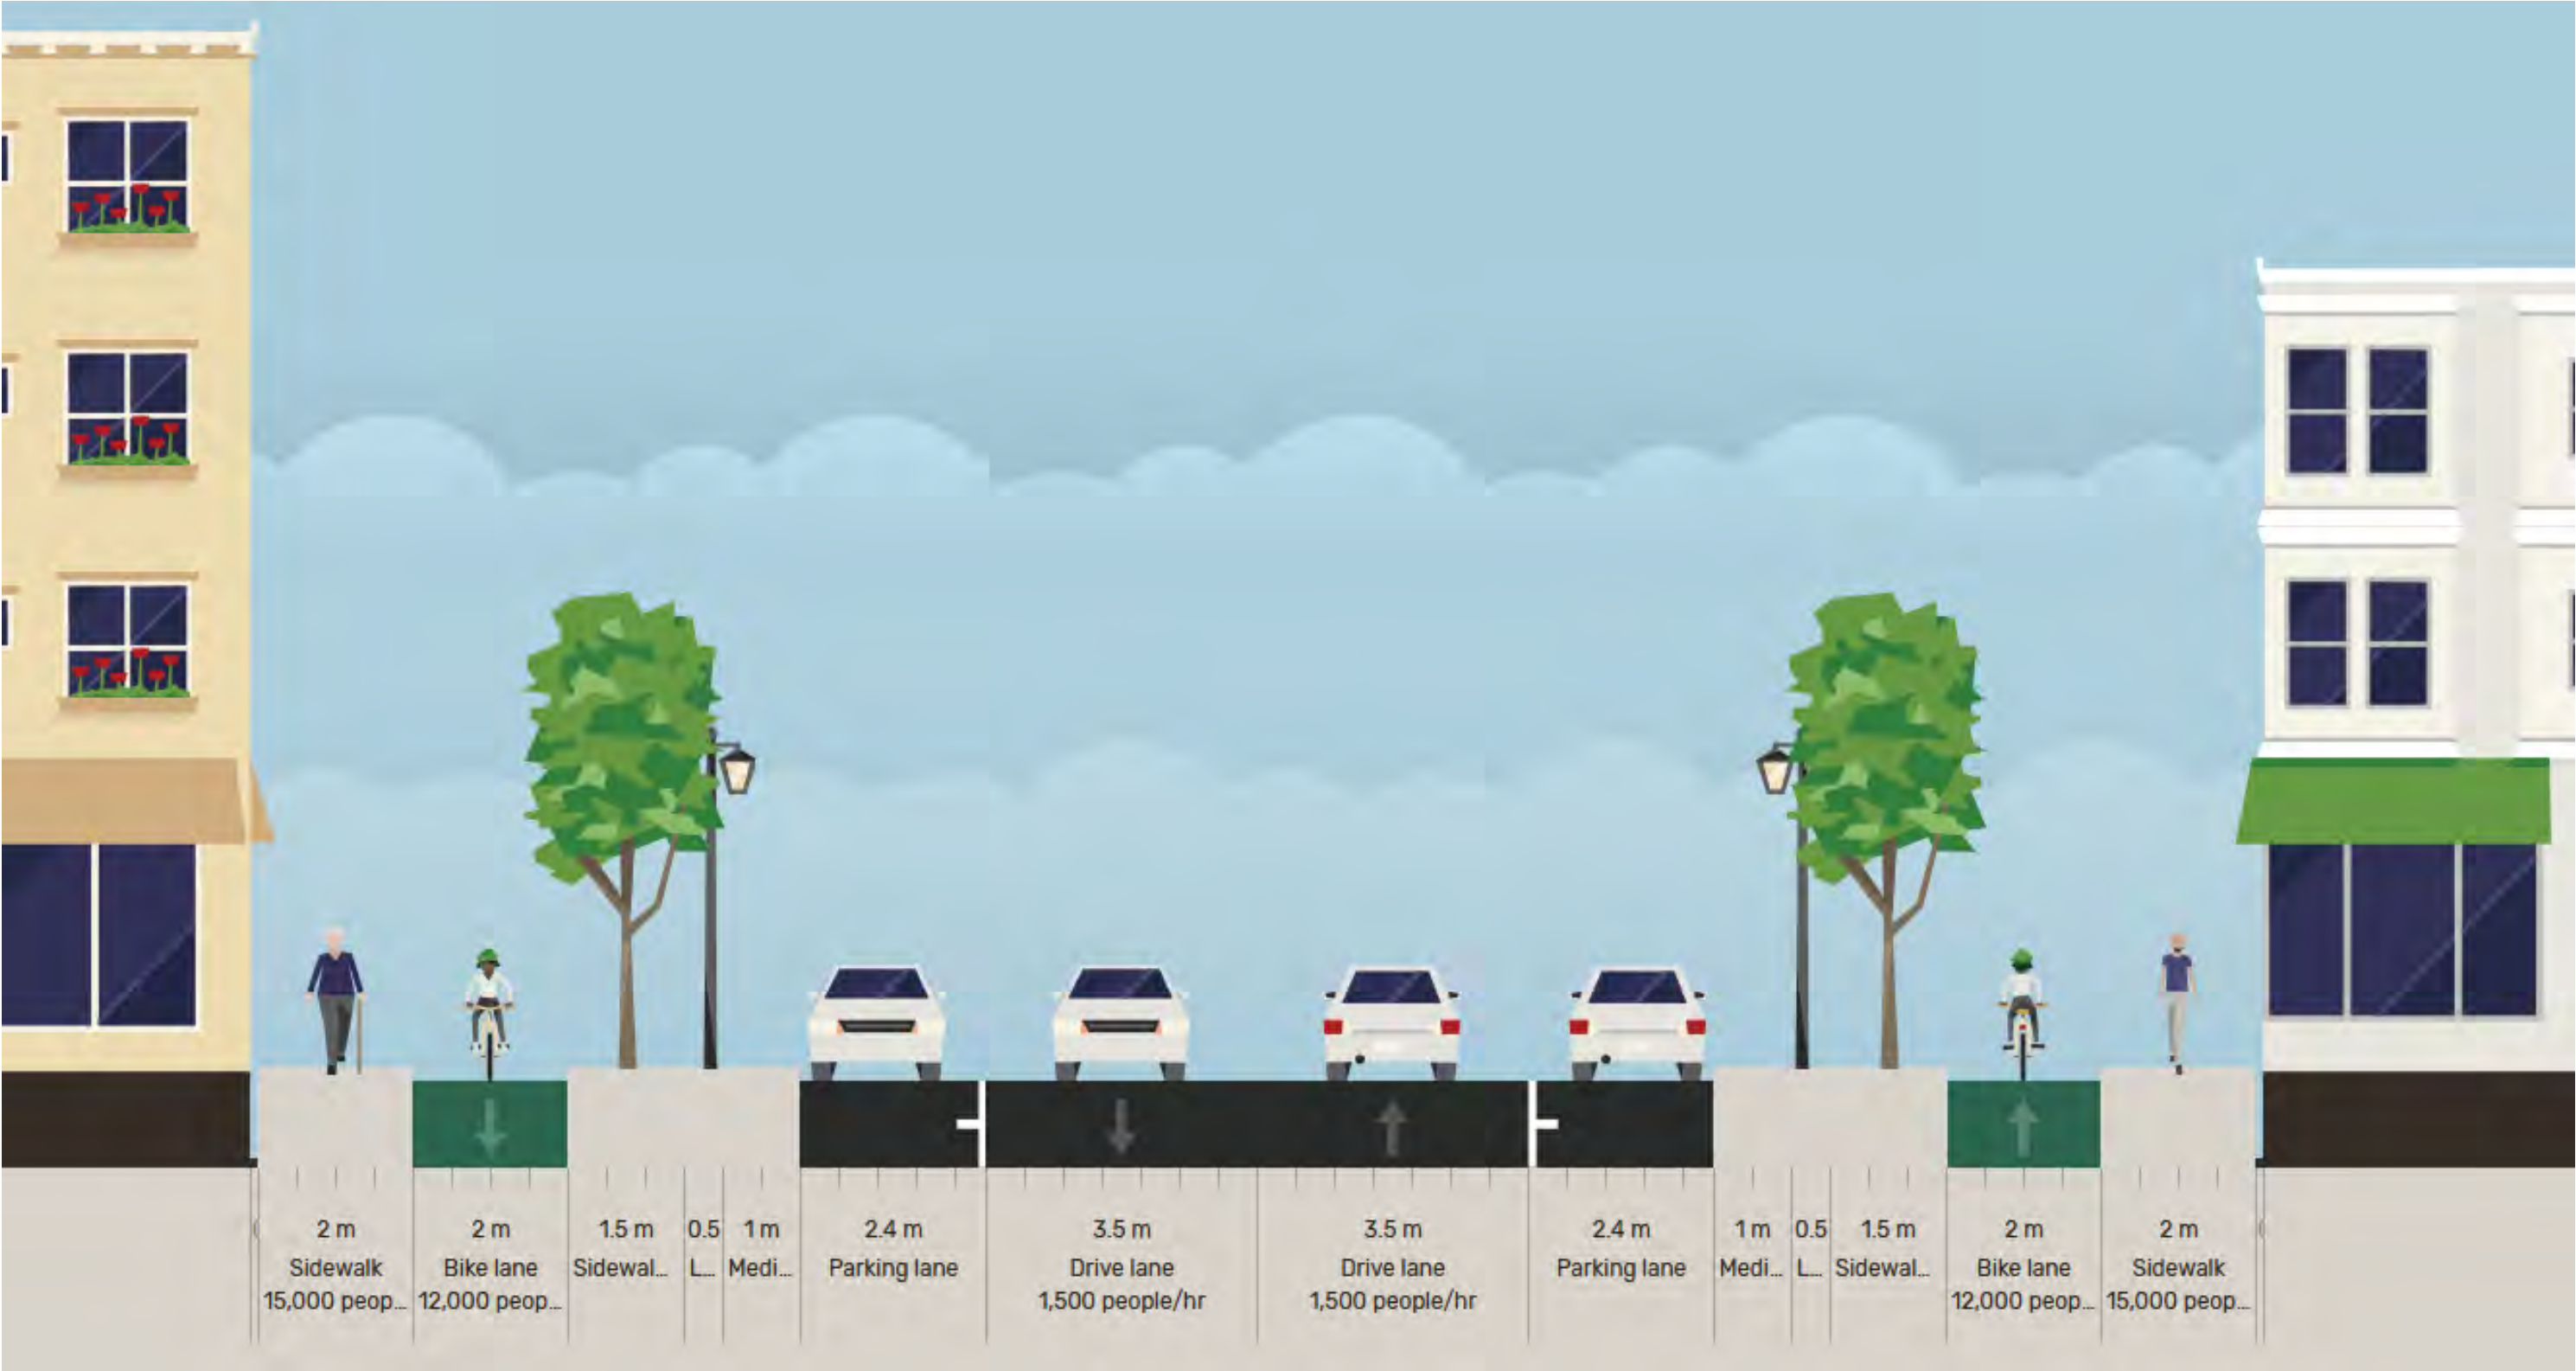 2 m
Sidewalk
15,000 peop...
2 m
Bike lane
12,000 peop...
1.5 m
Sidewal...
0.5
L...
1 m
Medi...
2.4 m
Parking lane
3.5 m
Drive lane
1,500 people/hr
3.5 m
Drive lane
1,500 people/hr
2.4 m
Parking lane
1 m
Medi...
0.5
L...
1.5 m
Sidewal...
2 m
Bike lane
12,000 peop...
2 m
Sidewalk
15,000 peop...